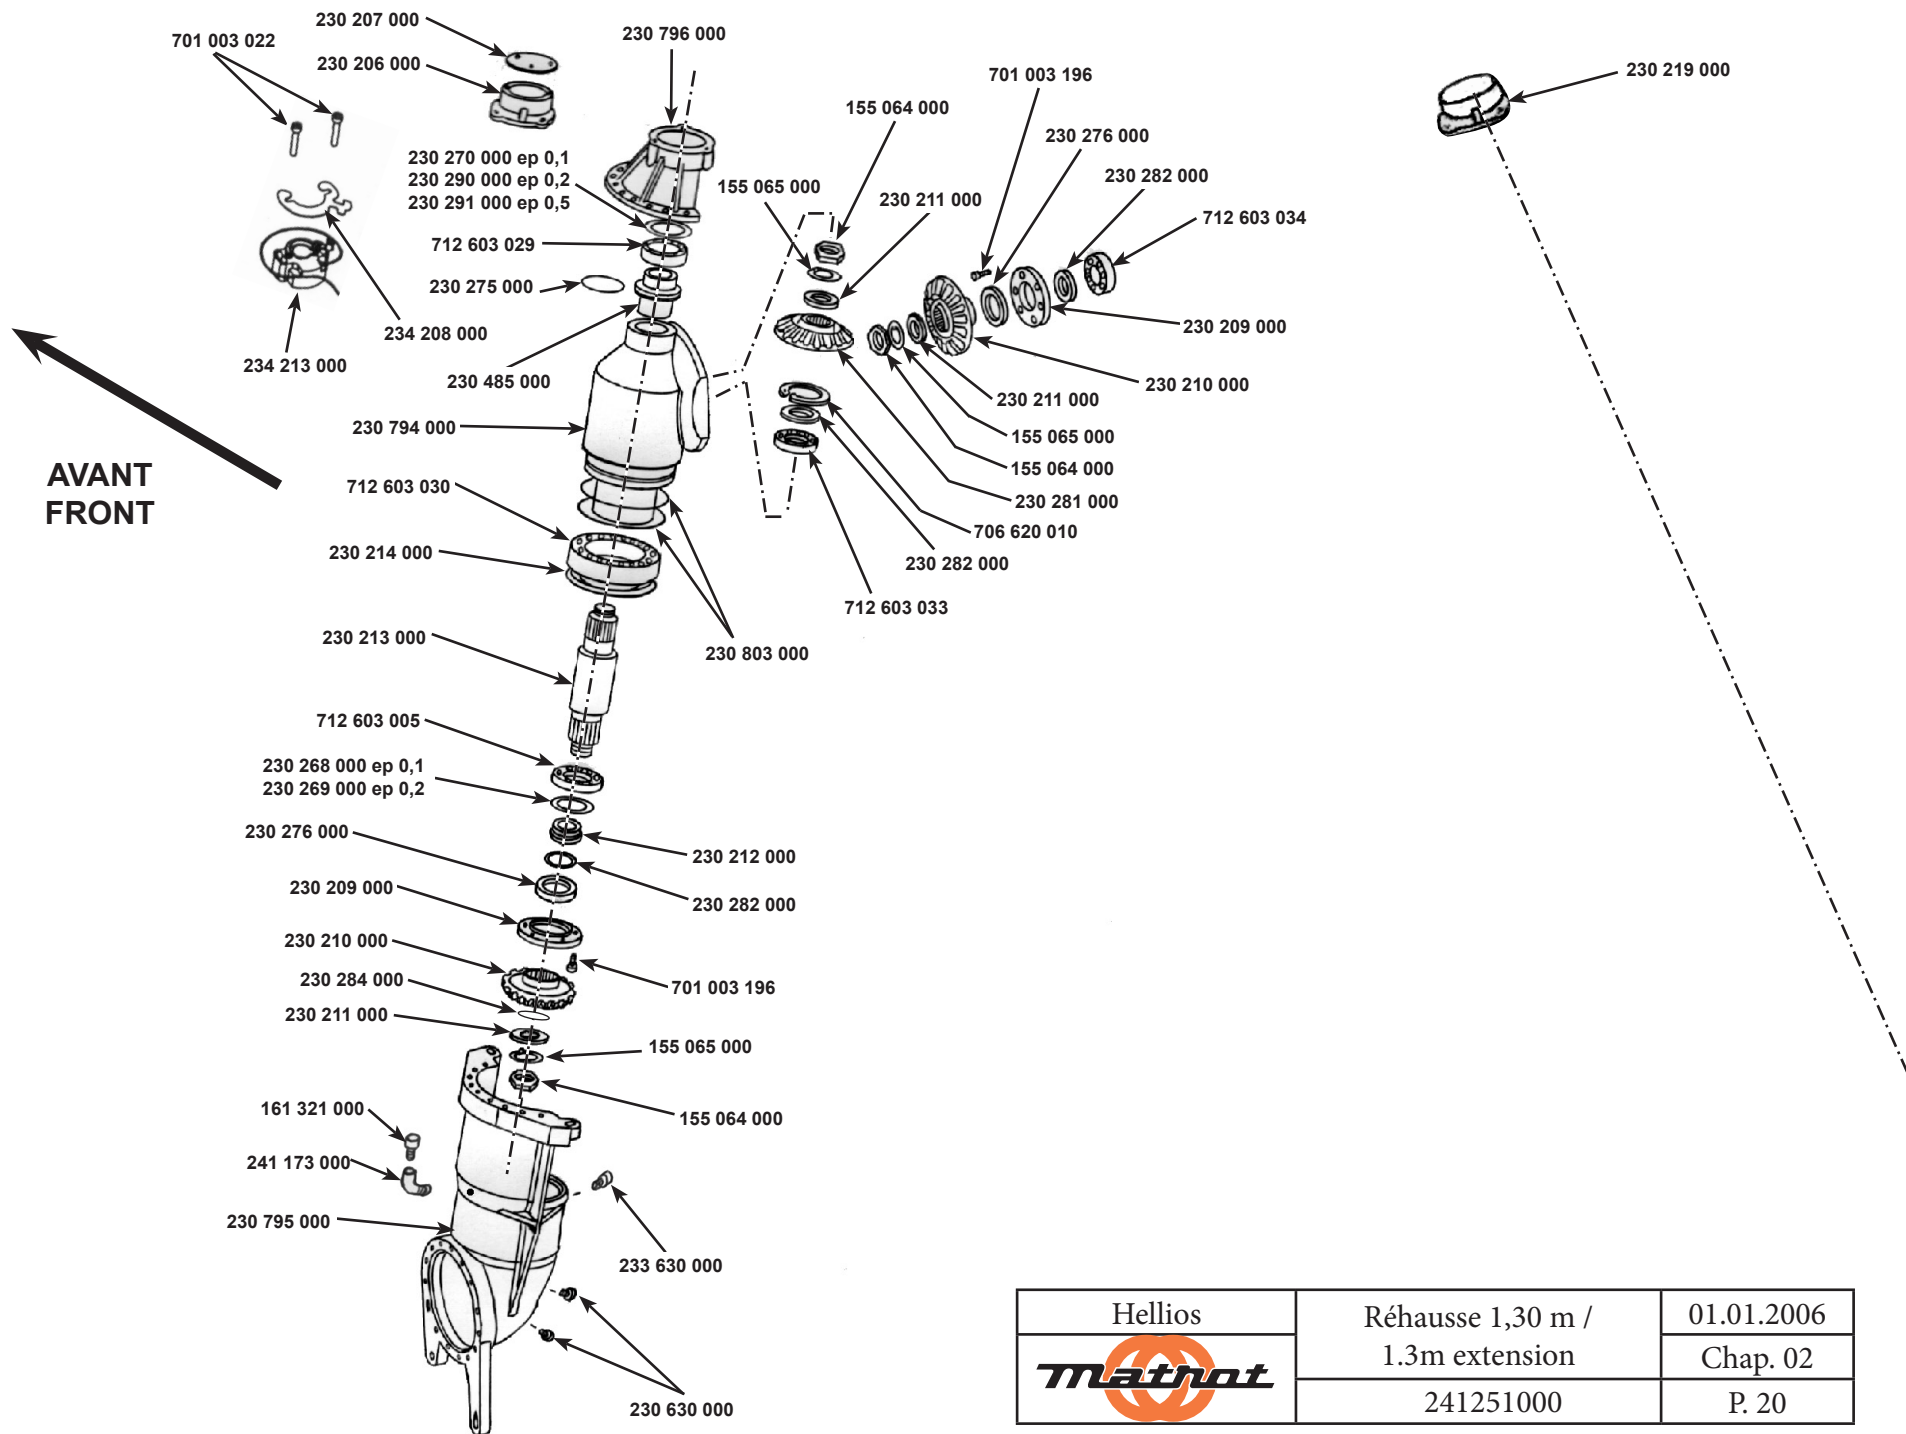 230 207 000
701 003 022
230 206 000
230 796 000
701 003 196
230 219 000
155 064 000
230 276 000
230 270 000 ep 0,1
230 290 000 ep 0,2
230 291 000 ep 0,5
155 065 000
230 211 000
230 282 000
712 603 034
712 603 029
230 275 000
234 208 000
234 213 000
230 485 000
230 209 000
230 210 000
230 211 000
230 794 000
155 065 000
155 064 000
AVANT
FRONT
712 603 030
230 281 000
706 620 010
230 214 000
230 282 000
712 603 033
230 213 000
230 803 000
712 603 005
230 268 000 ep 0,1
230 269 000 ep 0,2
230 276 000
230 212 000
230 209 000
230 282 000
230 210 000
230 284 000
701 003 196
230 211 000
155 065 000
161 321 000
155 064 000
241 173 000
230 795 000
233 630 000
230 630 000
Hellios
Réhausse 1,30 m /
1.3m extension
01.01.2006
Matrot
Chap. 02
241251000
P. 20